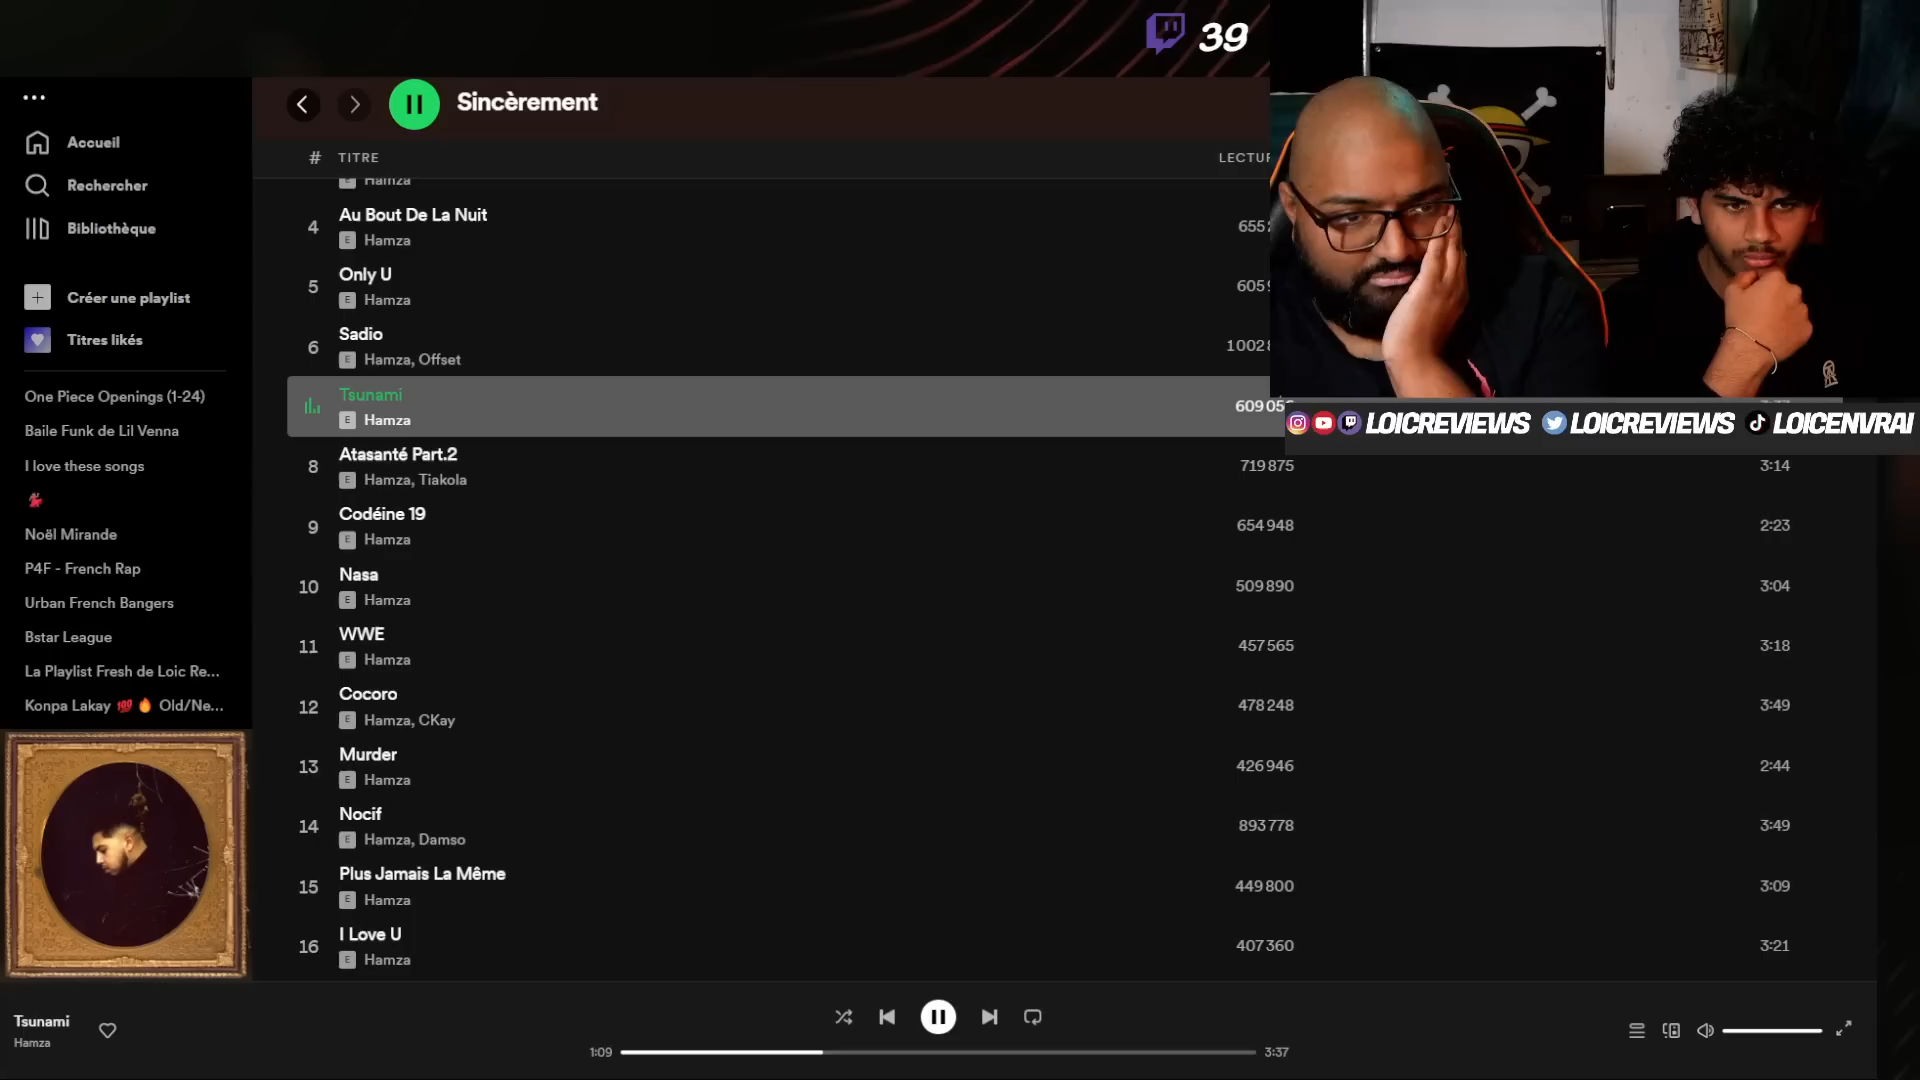 39
Sincèrement
Accueil
Rechercher
Bibliothèque
Créer une playlist
Titres likés
One Piece Openings (1-24)
Baile Funk de Lil Venna
I love these songs
Noël Mirande
P4F - French Rap
Urban French Bangers
Bstar League
La Playlist Fresh de Loic Re...
Konpa Lakay 💯 🔥 Old/Ne...
# TITRE LECTUR
Hamza
4 Au Bout De La Nuit 655
E Hamza
5 Only U 605
E Hamza
6 Sadio 1002
E Hamza, Offset
Tsunami 609 05
E Hamza
LOICREVIEWS LOICREVIEWS LOICENVRAI
8 Atasanté Part.2 719 875 3:14
E Hamza, Tiakola
9 Codéine 19 654 948 2:23
E Hamza
10 Nasa 509 890 3:04
E Hamza
11 WWE 457 565 3:18
E Hamza
12 Cocoro 478 248 3:49
E Hamza, CKay
13 Murder 426 946 2:44
E Hamza
14 Nocif 893 778 3:49
E Hamza, Damso
15 Plus Jamais La Même 449 800 3:09
E Hamza
16 I Love U 407 360 3:21
E Hamza
Tsunami
Hamza
1:09 3:37